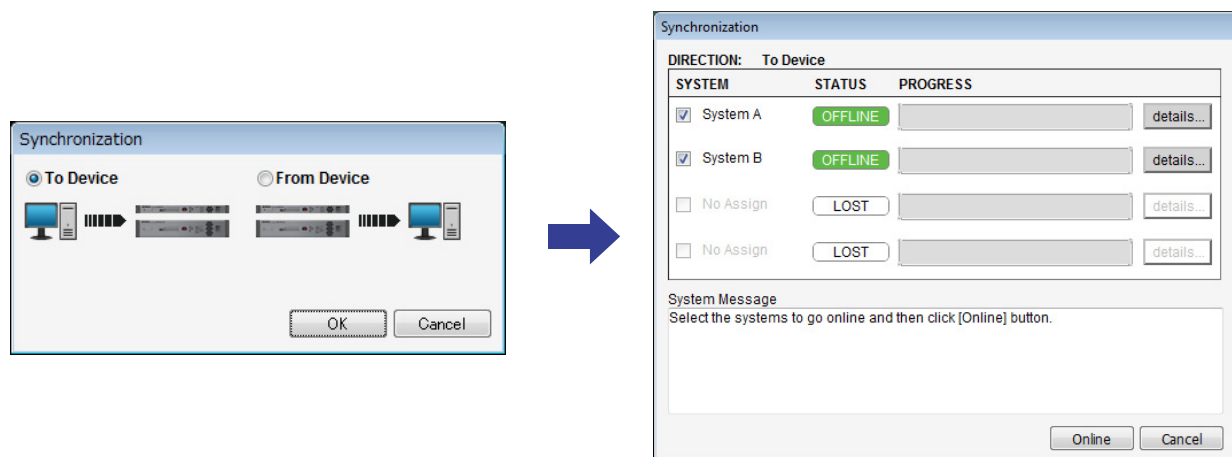 Synchronization
To Device From Device
OK Cancel
Synchronization
DIRECTION: To Device
SYSTEM STATUS PROGRESS
System A OFFLINE details...
System B OFFLINE details...
No Assign LOST details...
No Assign LOST details...
System Message
Select the systems to go online and then click [Online] button.
Online Cancel